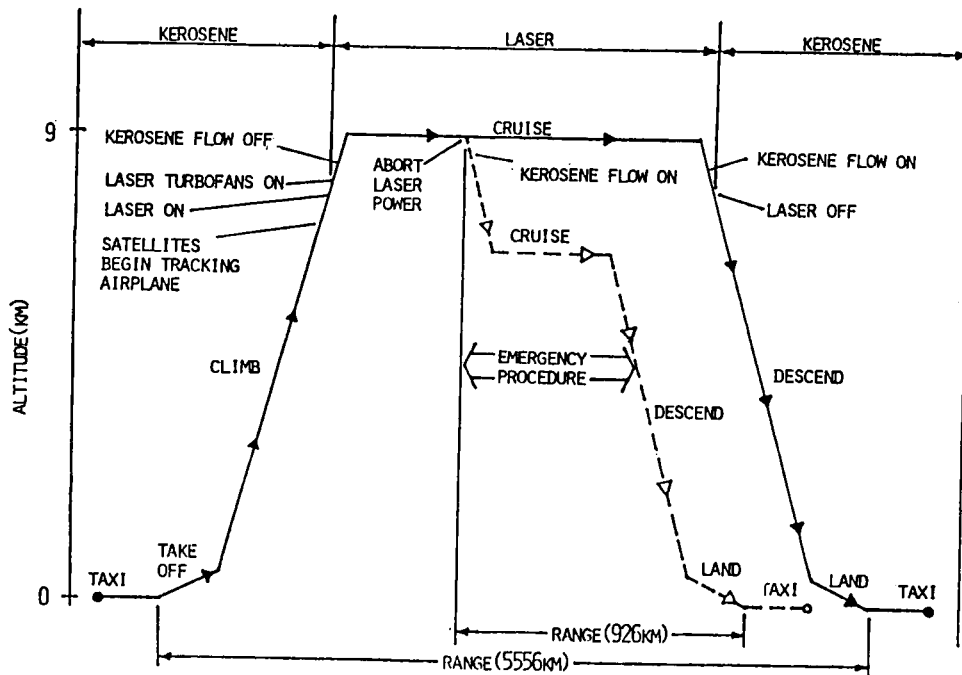 KEROSENE
LASER
KEROSENE
9
KEROSENE FLOW OFF
CRUISE
ABORT
LASER
POWER
KEROSENE FLOW ON
KEROSENE FLOW ON
LASER TURBOFANS ON
LASER ON
LASER OFF
SATELLITES
BEGIN TRACKING
AIRPLANE
CRUISE
ALTITUDE(KM)
CLIMB
EMERGENCY
PROCEDURE
DESCEND
DESCEND
TAKE
OFF
TAXI
0
LAND
TAXI
LAND
TAXI
RANGE(926KM)
RANGE(5556KM)